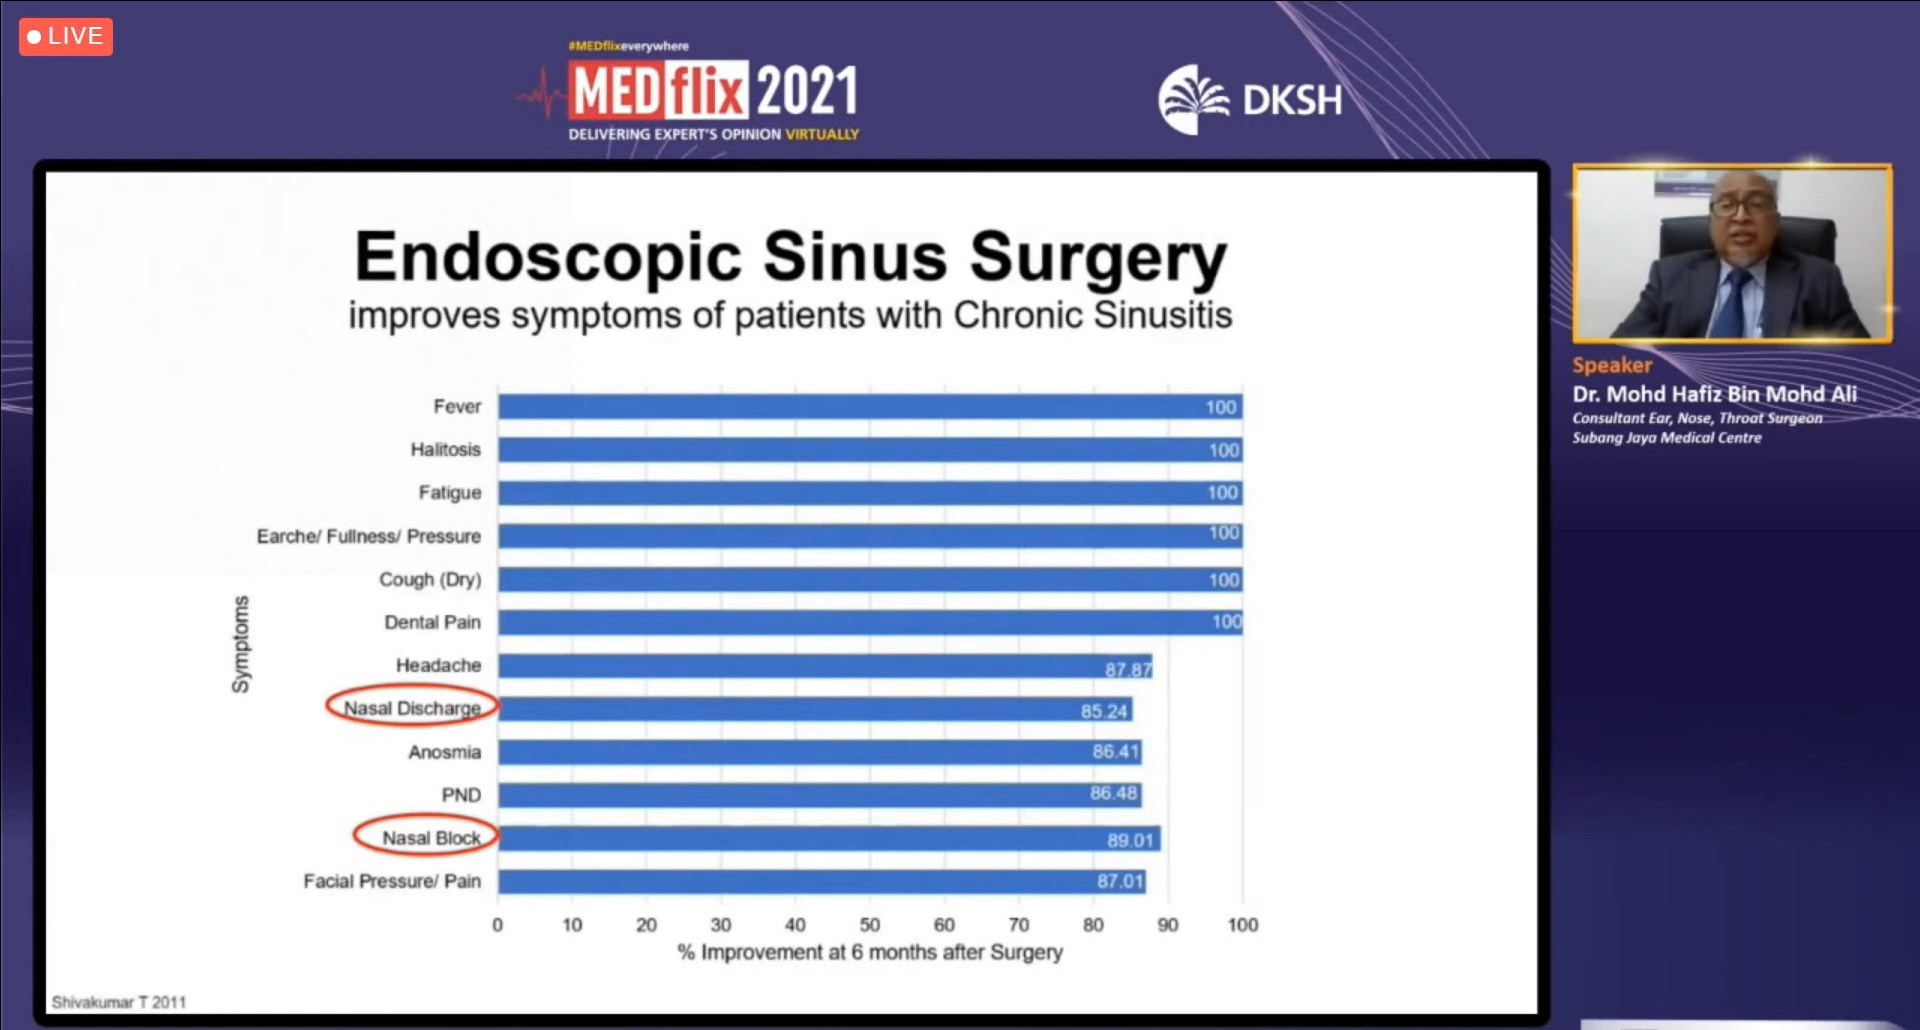 LIVE
#MEDflixeverywhere
MEDflix 2021
DELIVERING EXPERT'S OPINION VIRTUALLY
DKSH
Endoscopic Sinus Surgery
improves symptoms of patients with Chronic Sinusitis
Symptoms
Fever 100
Halitosis 100
Fatigue 100
Earche/ Fullness/ Pressure 100
Cough (Dry) 100
Dental Pain 100
Headache 87.87
Nasal Discharge 85.24
Anosmia 86.41
PND 86.48
Nasal Block 89.01
Facial Pressure/ Pain 87.01
0 10 20 30 40 50 60 70 80 90 100
% Improvement at 6 months after Surgery
Shivakumar T 2011
Speaker
Dr. Mohd Hafiz Bin Mohd Ali
Consultant Ear, Nose, Throat Surgeon
Subang Jaya Medical Centre